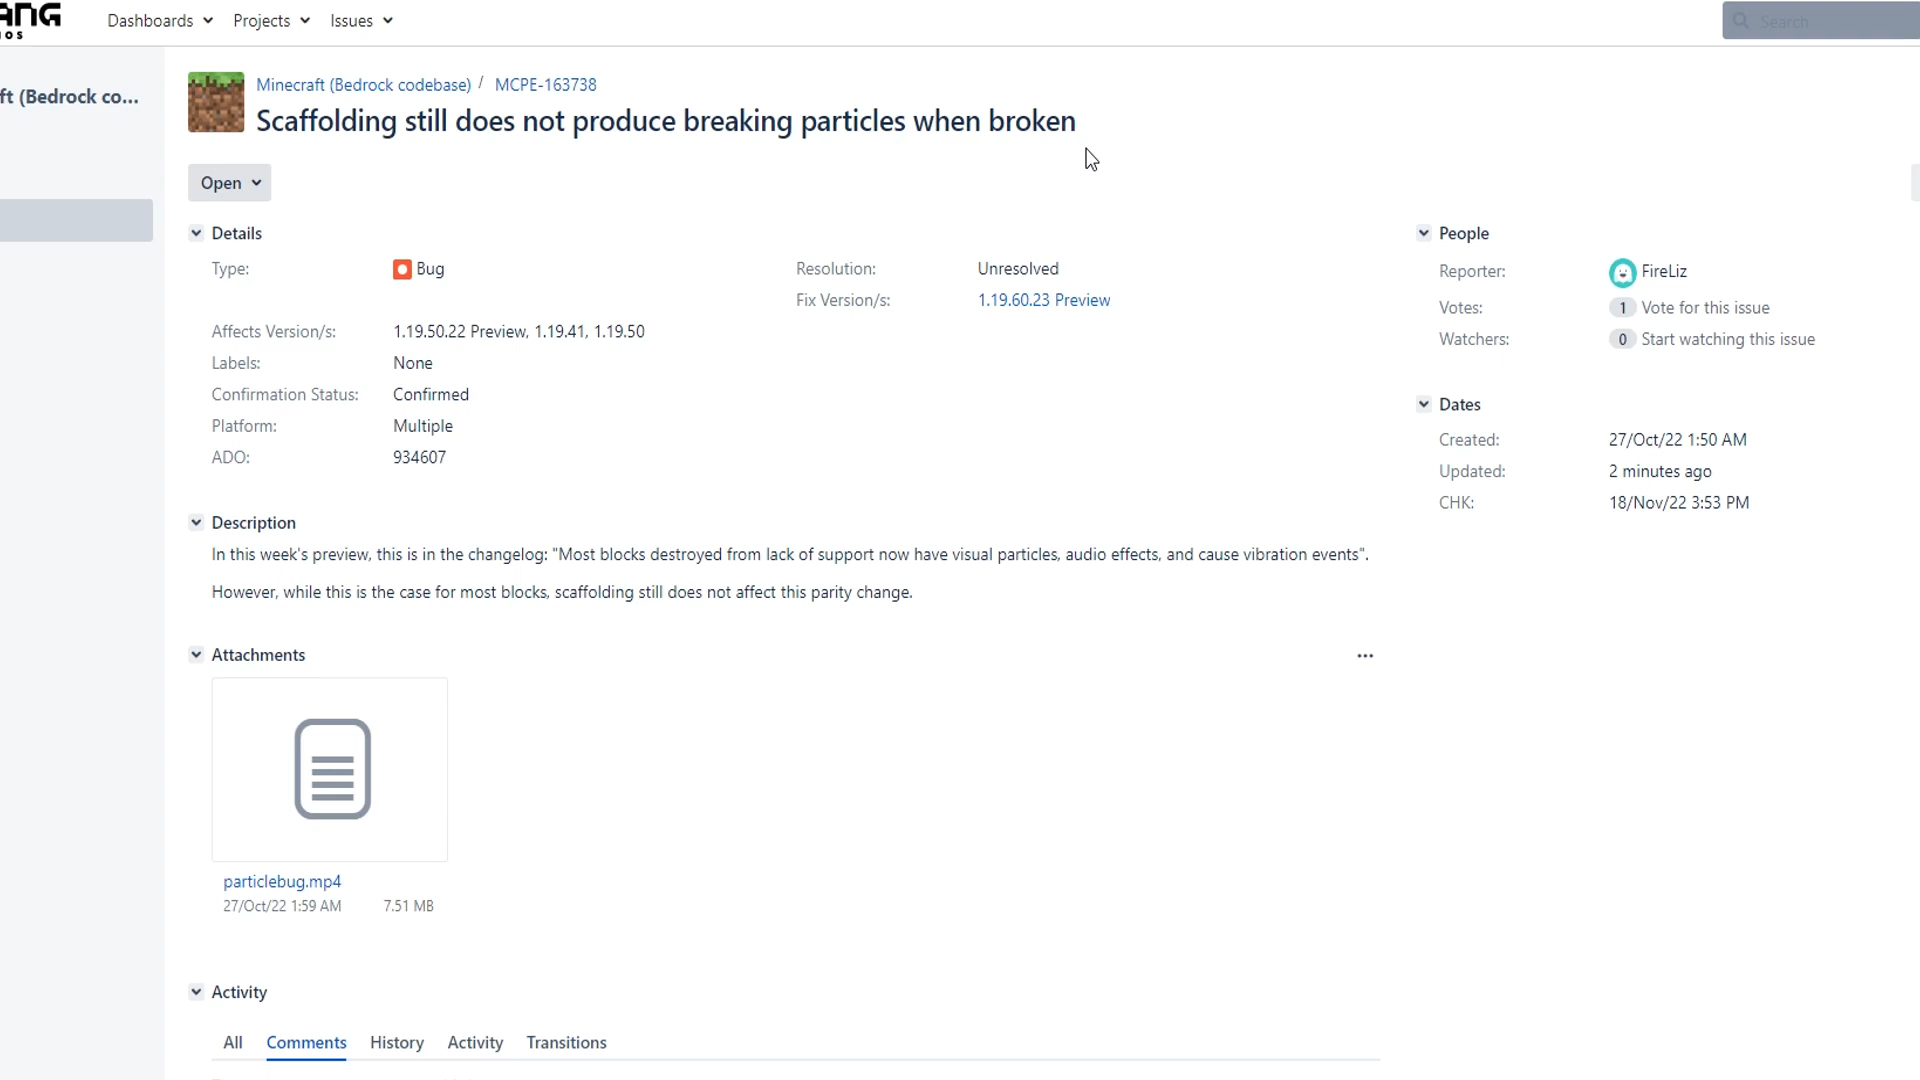 ANG
IOS
Dashboards Projects Issues
Search
ft (Bedrock co...
Minecraft (Bedrock codebase) / MCPE-163738
Scaffolding still does not produce breaking particles when broken
Open
Details
Type: Bug
Resolution: Unresolved
Fix Version/s: 1.19.60.23 Preview
Affects Version/s: 1.19.50.22 Preview, 1.19.41, 1.19.50
Labels: None
Confirmation Status: Confirmed
Platform: Multiple
ADO: 934607
People
Reporter: FireLiz
Votes: 1 Vote for this issue
Watchers: 0 Start watching this issue
Dates
Created: 27/Oct/22 1:50 AM
Updated: 2 minutes ago
CHK: 18/Nov/22 3:53 PM
Description
In this week's preview, this is in the changelog: "Most blocks destroyed from lack of support now have visual particles, audio effects, and cause vibration events".
However, while this is the case for most blocks, scaffolding still does not affect this parity change.
Attachments
particlebug.mp4
27/Oct/22 1:59 AM 7.51 MB
Activity
All Comments History Activity Transitions